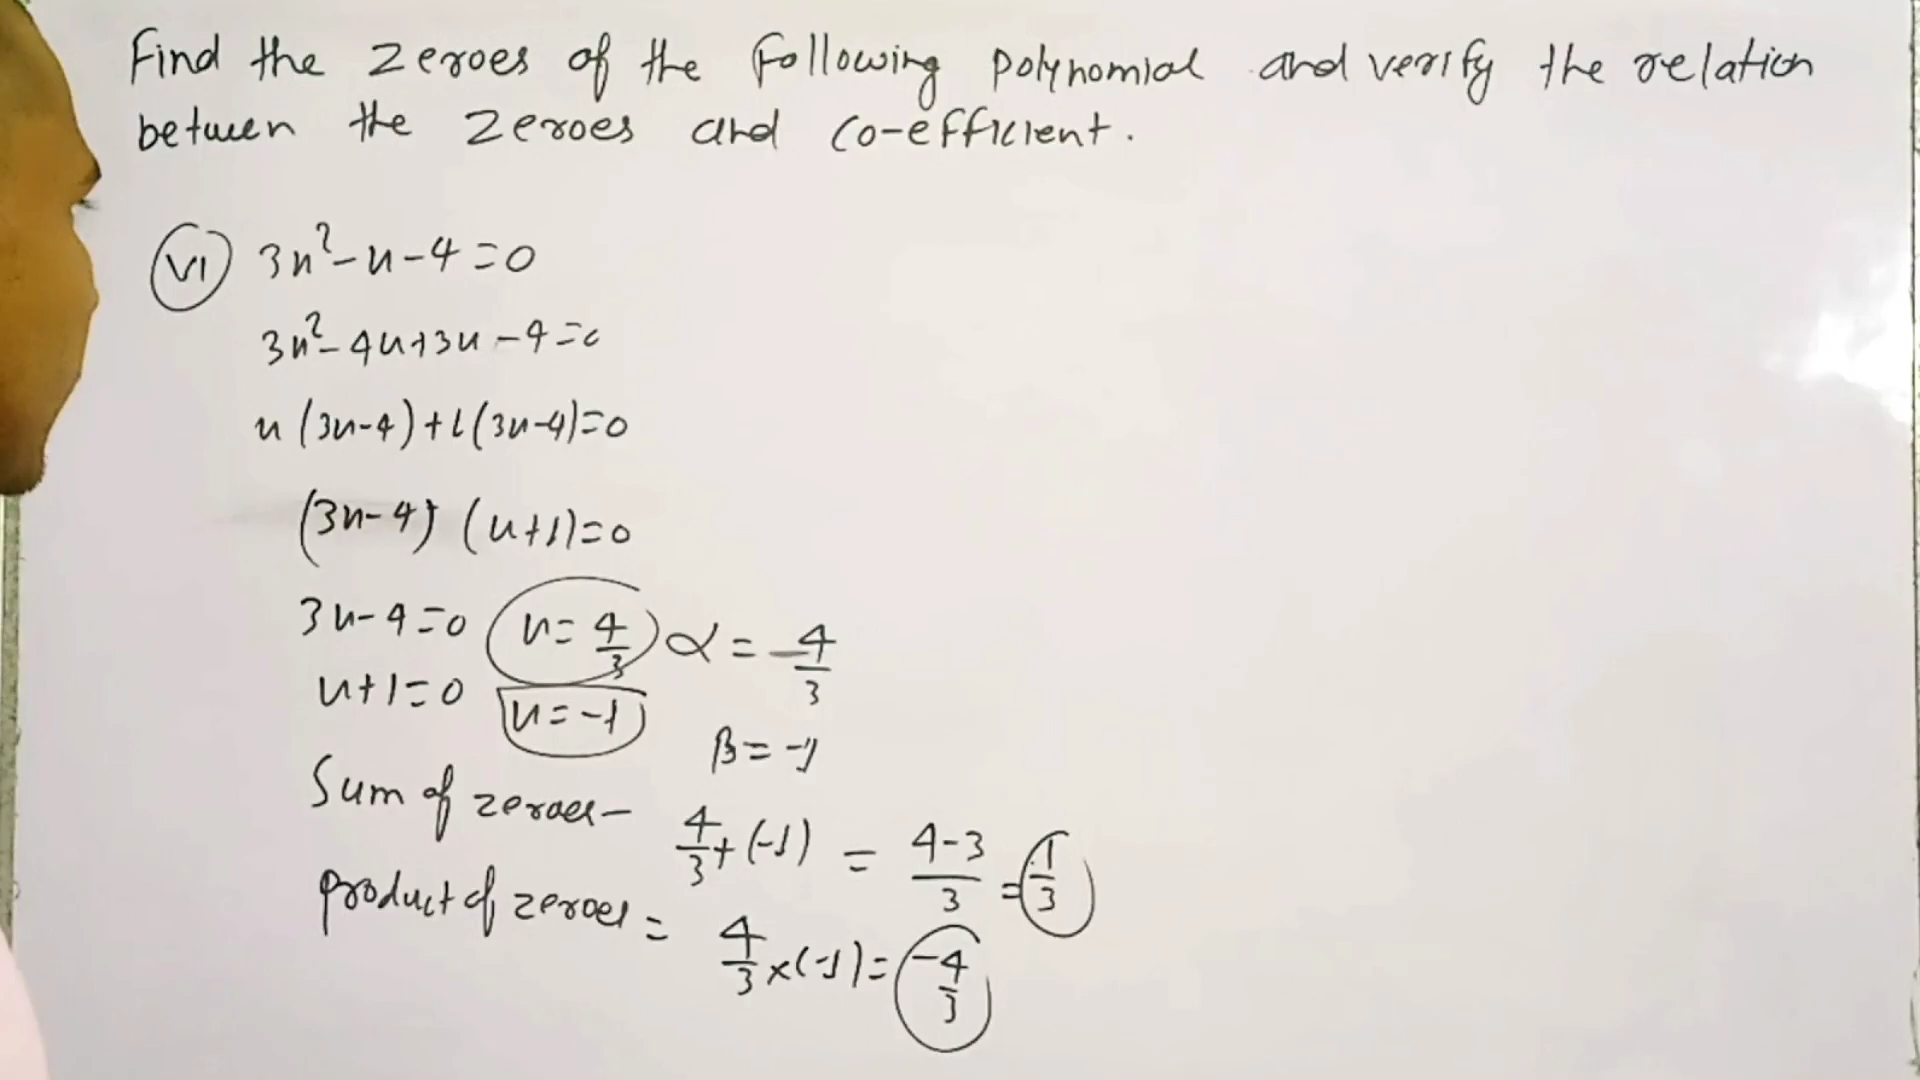 Find the zeroes of the following polynomial and verify the relation
between the zeroes and co-efficient.
(VI) 3x²-x-4=0
3x²-4x+3x-4=0
x(3x-4)+1(3x-4)=0
(3x-4)(x+1)=0
3x-4=0 x=4/3 α=-4/3
x+1=0 x=-1
β=-1
Sum of zeroes- 4/3+(-1) = 4-3/3 =1/3
product of zeroes = 4/3×(-1)= -4/3